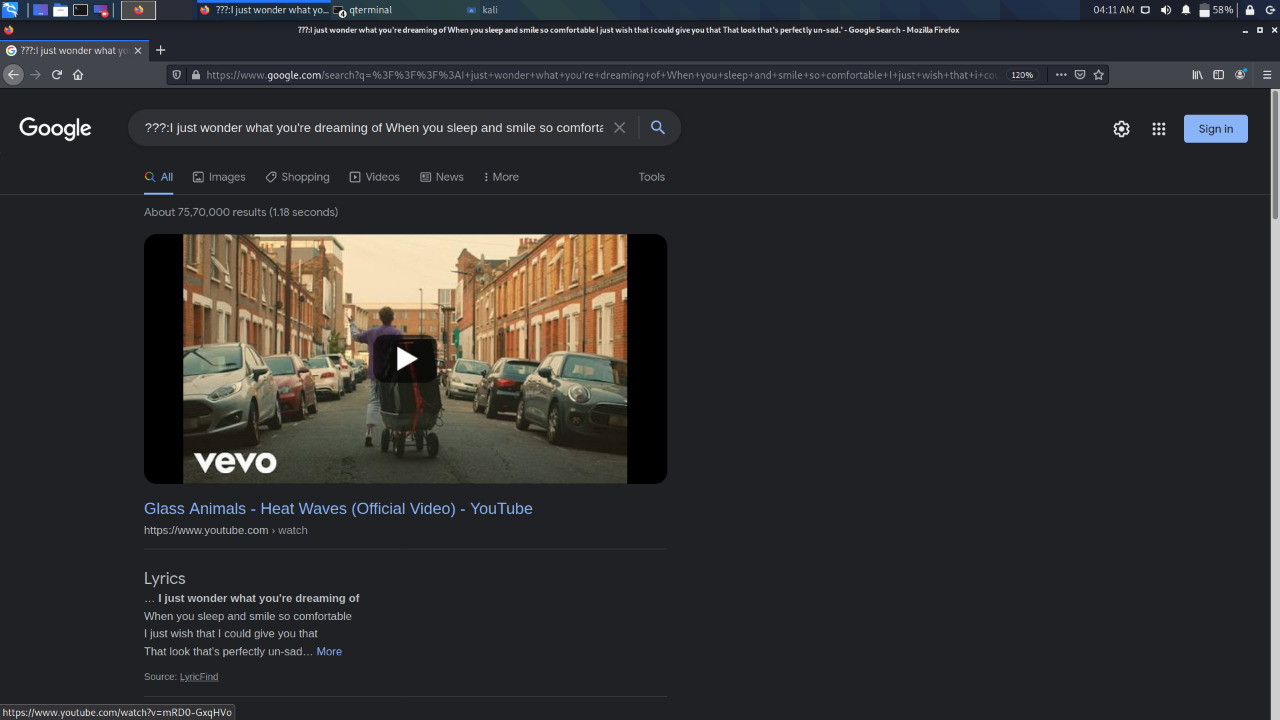 ???:I just wonder what yo...
qterminal
kali
04:11 AM
58%
???:I just wonder what you're dreaming of When you sleep and smile so comfortable I just wish that i could give you that That look that's perfectly un-sad.' - Google Search - Mozilla Firefox
???:I just wonder what you
https://www.google.com/search?q=%3F%3F%3F%3AI+just+wonder+what+you're+dreaming+of+When+you+sleep+and+smile+so+comfortable+I+just+wish+that+i+cou
120%
Google
???:I just wonder what you're dreaming of When you sleep and smile so comforta
Sign in
All
Images
Shopping
Videos
News
More
Tools
About 75,70,000 results (1.18 seconds)
vevo
Glass Animals - Heat Waves (Official Video) - YouTube
https://www.youtube.com › watch
Lyrics
… I just wonder what you're dreaming of
When you sleep and smile so comfortable
I just wish that I could give you that
That look that's perfectly un-sad… More
Source: LyricFind
https://www.youtube.com/watch?v=mRD0-GxqHVo